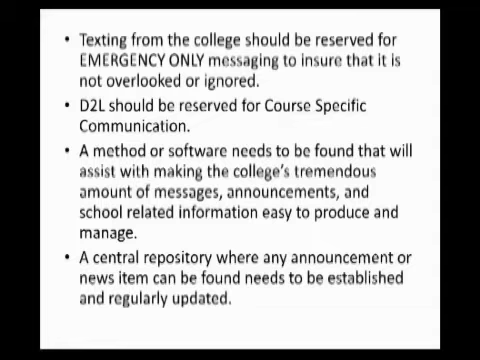 • Texting from the college should be reserved for
EMERGENCY ONLY messaging to insure that it is
not overlooked or ignored.
• D2L should be reserved for Course Specific
Communication.
• A method or software needs to be found that will
assist with making the college's tremendous
amount of messages, announcements, and
school related information easy to produce and
manage.
• A central repository where any announcement or
news item can be found needs to be established
and regularly updated.